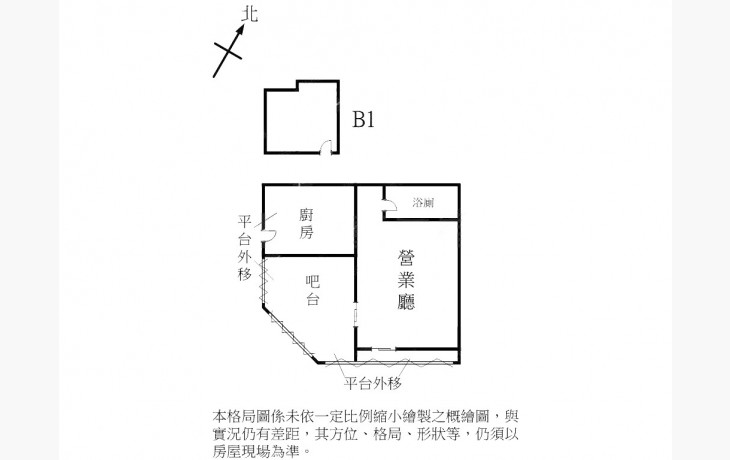 北
B1
浴廁
廚房
平台外移
營業廳
吧台
平台外移
本格局圖係未依一定比例縮小繪製之概繪圖，與
實況仍有差距，其方位、格局、形狀等，仍須以
房屋現場為準。